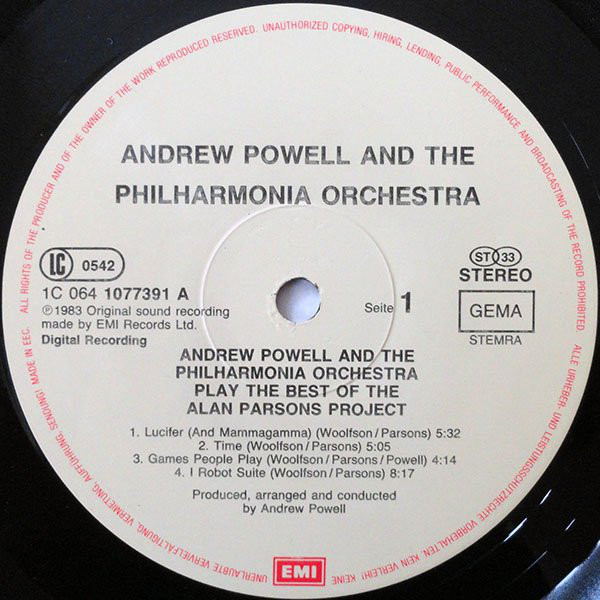 ALL RIGHTS OF THE PRODUCER AND OF THE OWNER OF THE WORK REPRODUCED RESERVED. UNAUTHORIZED COPYING, HIRING, LENDING, PUBLIC PERFORMANCE AND BROADCASTING OF THE RECORD PROHIBITED. ALLE URHEBER- UND LEISTUNGSSCHUTZRECHTE VORBEHALTEN. KEIN VERLEIH! KEINE UNERLAUBTE VERVIELFÄLTIGUNG, VERMIETUNG, AUFFÜHRUNG, SENDUNG! MADE IN EEC.
ANDREW POWELL AND THE
PHILHARMONIA ORCHESTRA
LC 0542
1C 064 1077391 A
℗ 1983 Original sound recording
made by EMI Records Ltd.
Digital Recording
Seite 1
ST 33
STEREO
GEMA
STEMRA
ANDREW POWELL AND THE
PHILHARMONIA ORCHESTRA
PLAY THE BEST OF THE
ALAN PARSONS PROJECT
1. Lucifer (And Mammagamma) (Woolfson/Parsons) 5:32
2. Time (Woolfson/Parsons) 5:05
3. Games People Play (Woolfson/Parsons/Powell) 4:14
4. I Robot Suite (Woolfson/Parsons) 8:17
Produced, arranged and conducted
by Andrew Powell
EMI